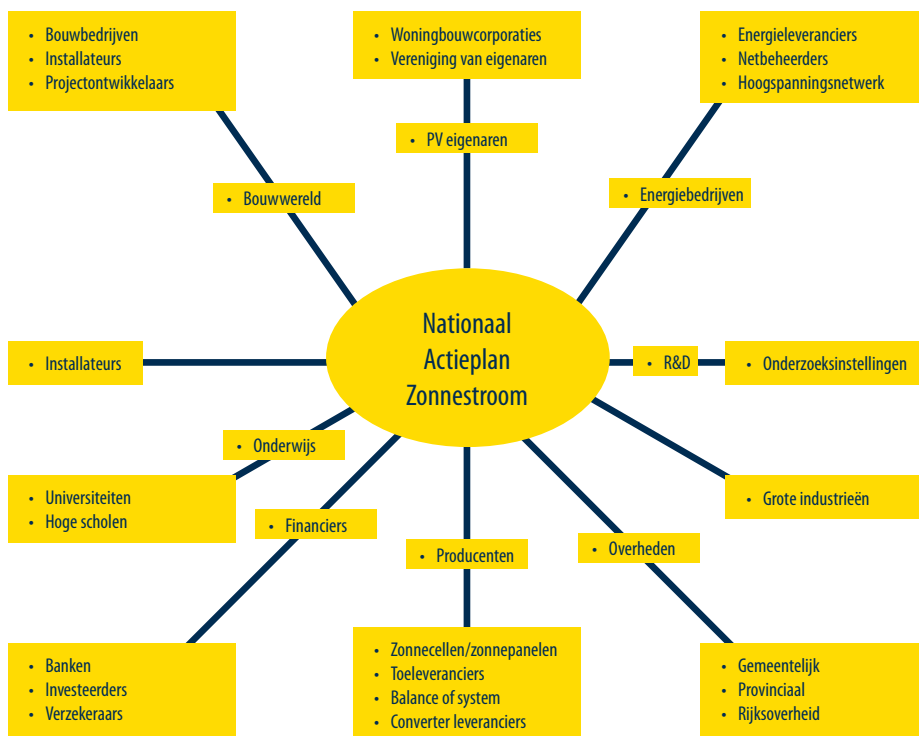 • Bouwbedrijven
• Installateurs
• Projectontwikkelaars
• Woningbouwcorporaties
• Vereniging van eigenaren
• Energieleveranciers
• Netbeheerders
• Hoogspanningsnetwerk
• PV eigenaren
• Bouwwereld
• Energiebedrijven
Nationaal
Actieplan
Zonnestroom
• Installateurs
• R&D
• Onderzoeksinstellingen
• Onderwijs
• Universiteiten
• Hoge scholen
• Grote industrieën
• Financiers
• Producenten
• Overheden
• Banken
• Investeerders
• Verzekeraars
• Zonnecellen/zonnepanelen
• Toeleveranciers
• Balance of system
• Converter leveranciers
• Gemeentelijk
• Provinciaal
• Rijksoverheid